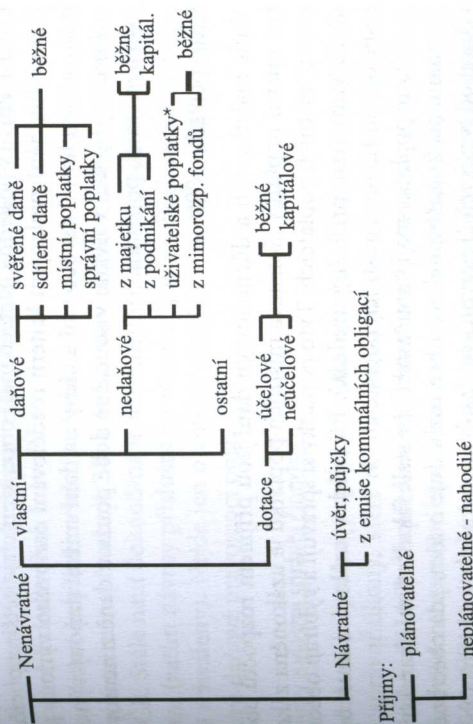 Nenávratné
vlastní
daňové
svěřené daně
sdílené daně
místní poplatky
správní poplatky
běžné
nedaňové
z majetku
z podnikání
běžné
kapitál.
uživatelské poplatky*
z mimorozp. fondů
běžné
ostatní
dotace
účelové
neúčelové
běžné
kapitálové
Návratné
úvěr, půjčky
z emise komunálních obligací
Příjmy:
plánovatelné
neplánovatelné - nahodilé